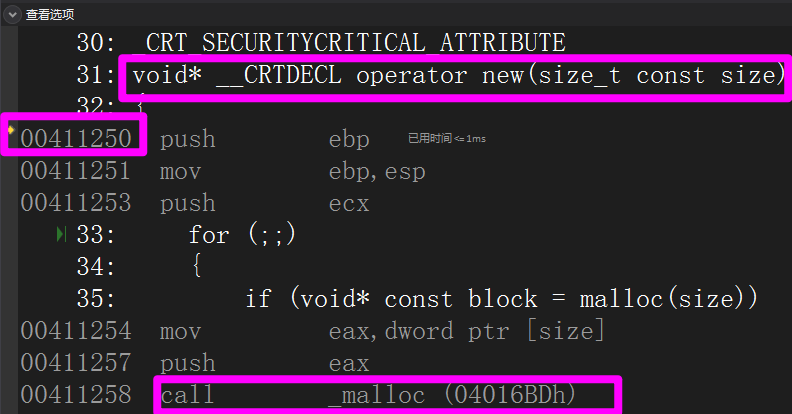 查看选项
30: _CRT_SECURITYCRITICAL_ATTRIBUTE
31: void* __CRTDECL operator new(size_t const size)
32: {
00411250 push ebp 已用时间 <= 1ms
00411251 mov ebp,esp
00411253 push ecx
33: for (;;)
34: {
35: if (void* const block = malloc(size))
00411254 mov eax,dword ptr [size]
00411257 push eax
00411258 call _malloc (04016BDh)